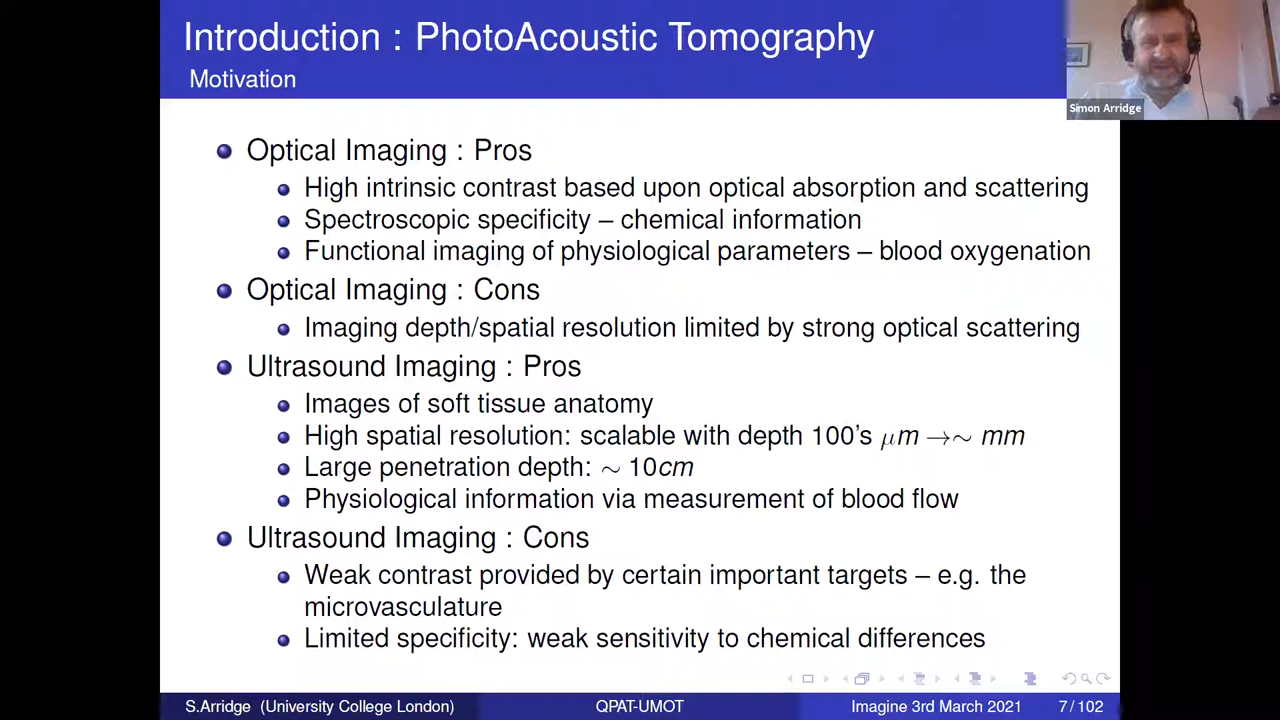 Introduction : PhotoAcoustic Tomography
Motivation
Simon Arridge
Optical Imaging : Pros
High intrinsic contrast based upon optical absorption and scattering
Spectroscopic specificity – chemical information
Functional imaging of physiological parameters – blood oxygenation
Optical Imaging : Cons
Imaging depth/spatial resolution limited by strong optical scattering
Ultrasound Imaging : Pros
Images of soft tissue anatomy
High spatial resolution: scalable with depth 100's μm →∼ mm
Large penetration depth: ∼ 10cm
Physiological information via measurement of blood flow
Ultrasound Imaging : Cons
Weak contrast provided by certain important targets – e.g. the
microvasculature
Limited specificity: weak sensitivity to chemical differences
S.Arridge (University College London) QPAT-UMOT Imagine 3rd March 2021 7 / 102